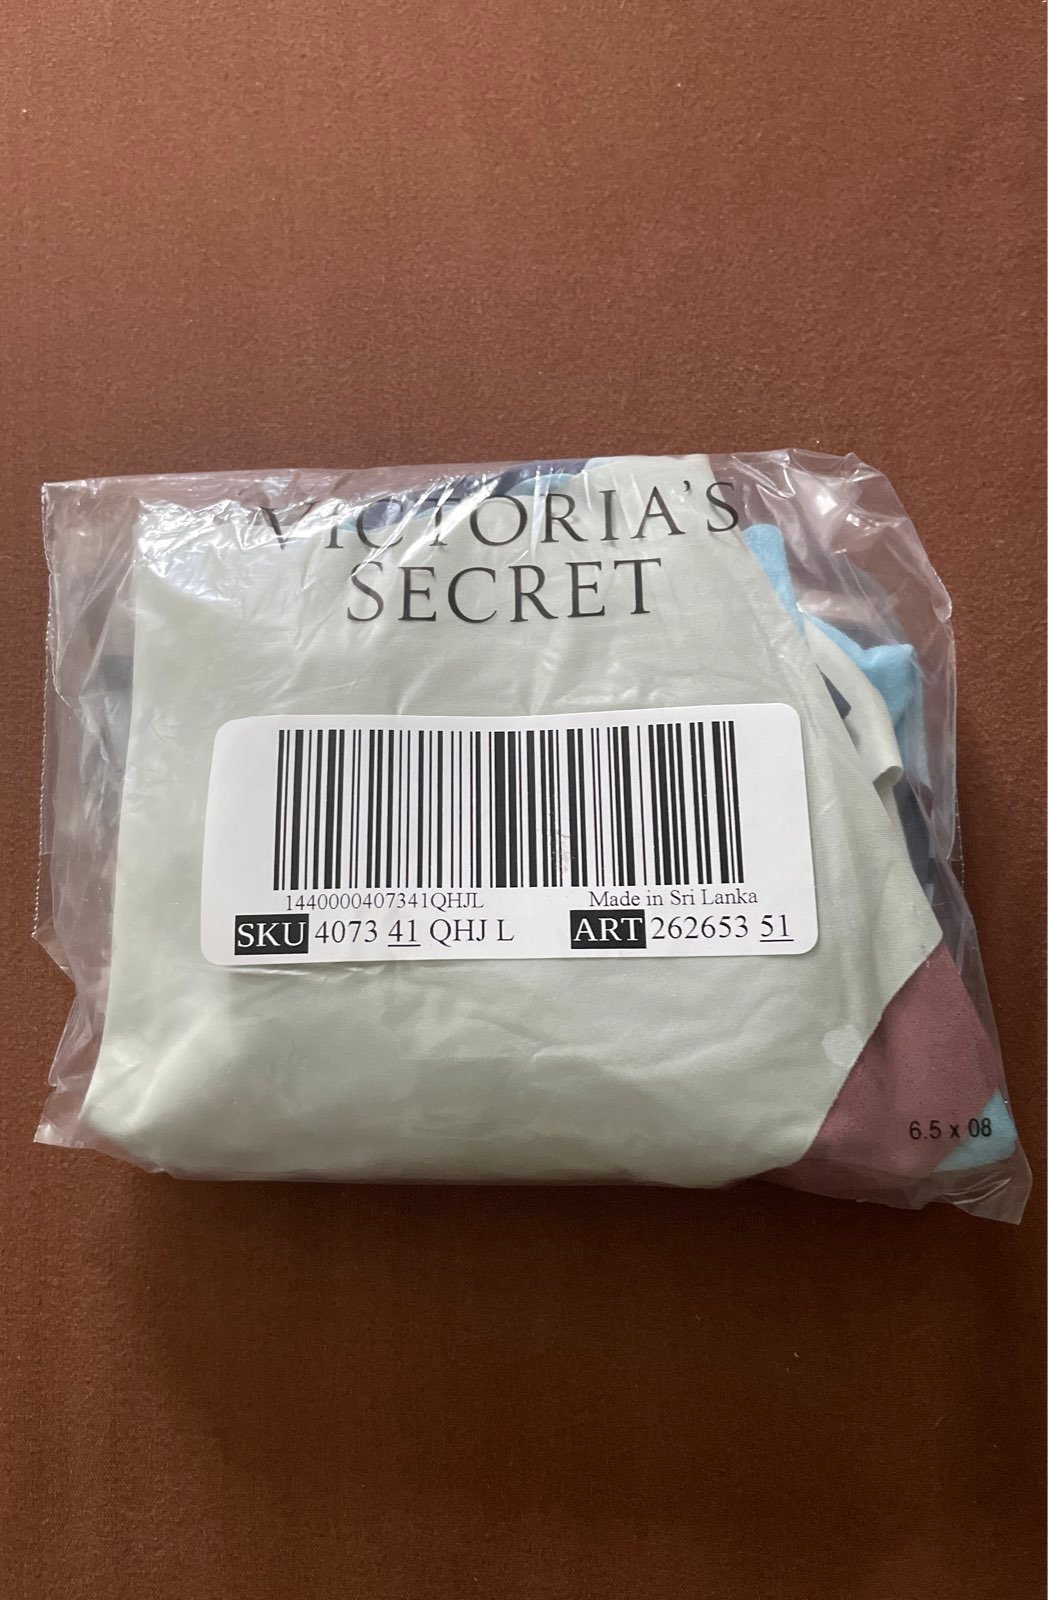 VICTORIA'S
SECRET
1440000407341QHJL Made in Sri Lanka
SKU 4073 41 QHJ L ART 262653 51
6.5 x 08